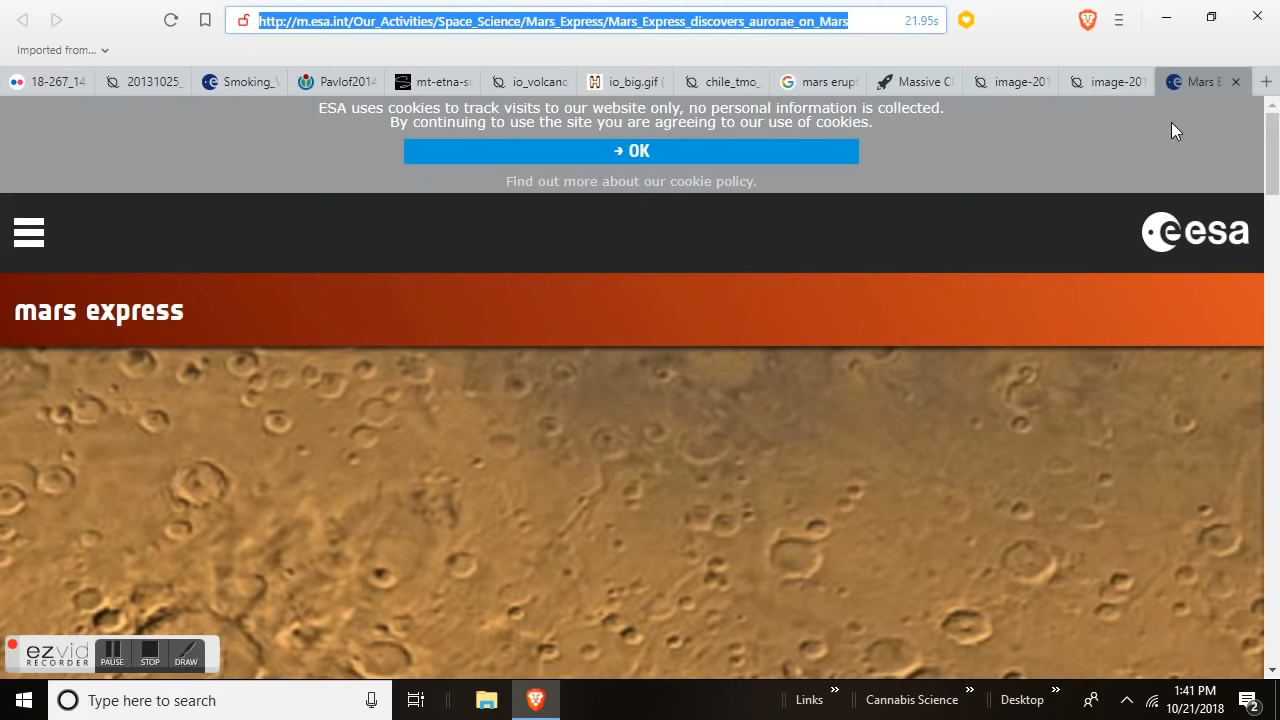 http://m.esa.int/Our_Activities/Space_Science/Mars_Express/Mars_Express_discovers_aurorae_on_Mars
21.95s
Imported from...
18-267_14
20131025_
Smoking_
Pavlof2014
mt-etn-s
io_volcano
io_big.gif (
chile_tmo_
mars erupt
Massive C
image-201
image-201
Mars E
ESA uses cookies to track visits to our website only, no personal information is collected.
By continuing to use the site you are agreeing to our use of cookies.
OK
Find out more about our cookie policy.
esa
mars express
ezvid
RECORDER
PAUSE
STOP
DRAW
Type here to search
Links
Cannabis Science
Desktop
1:41 PM
10/21/2018
2